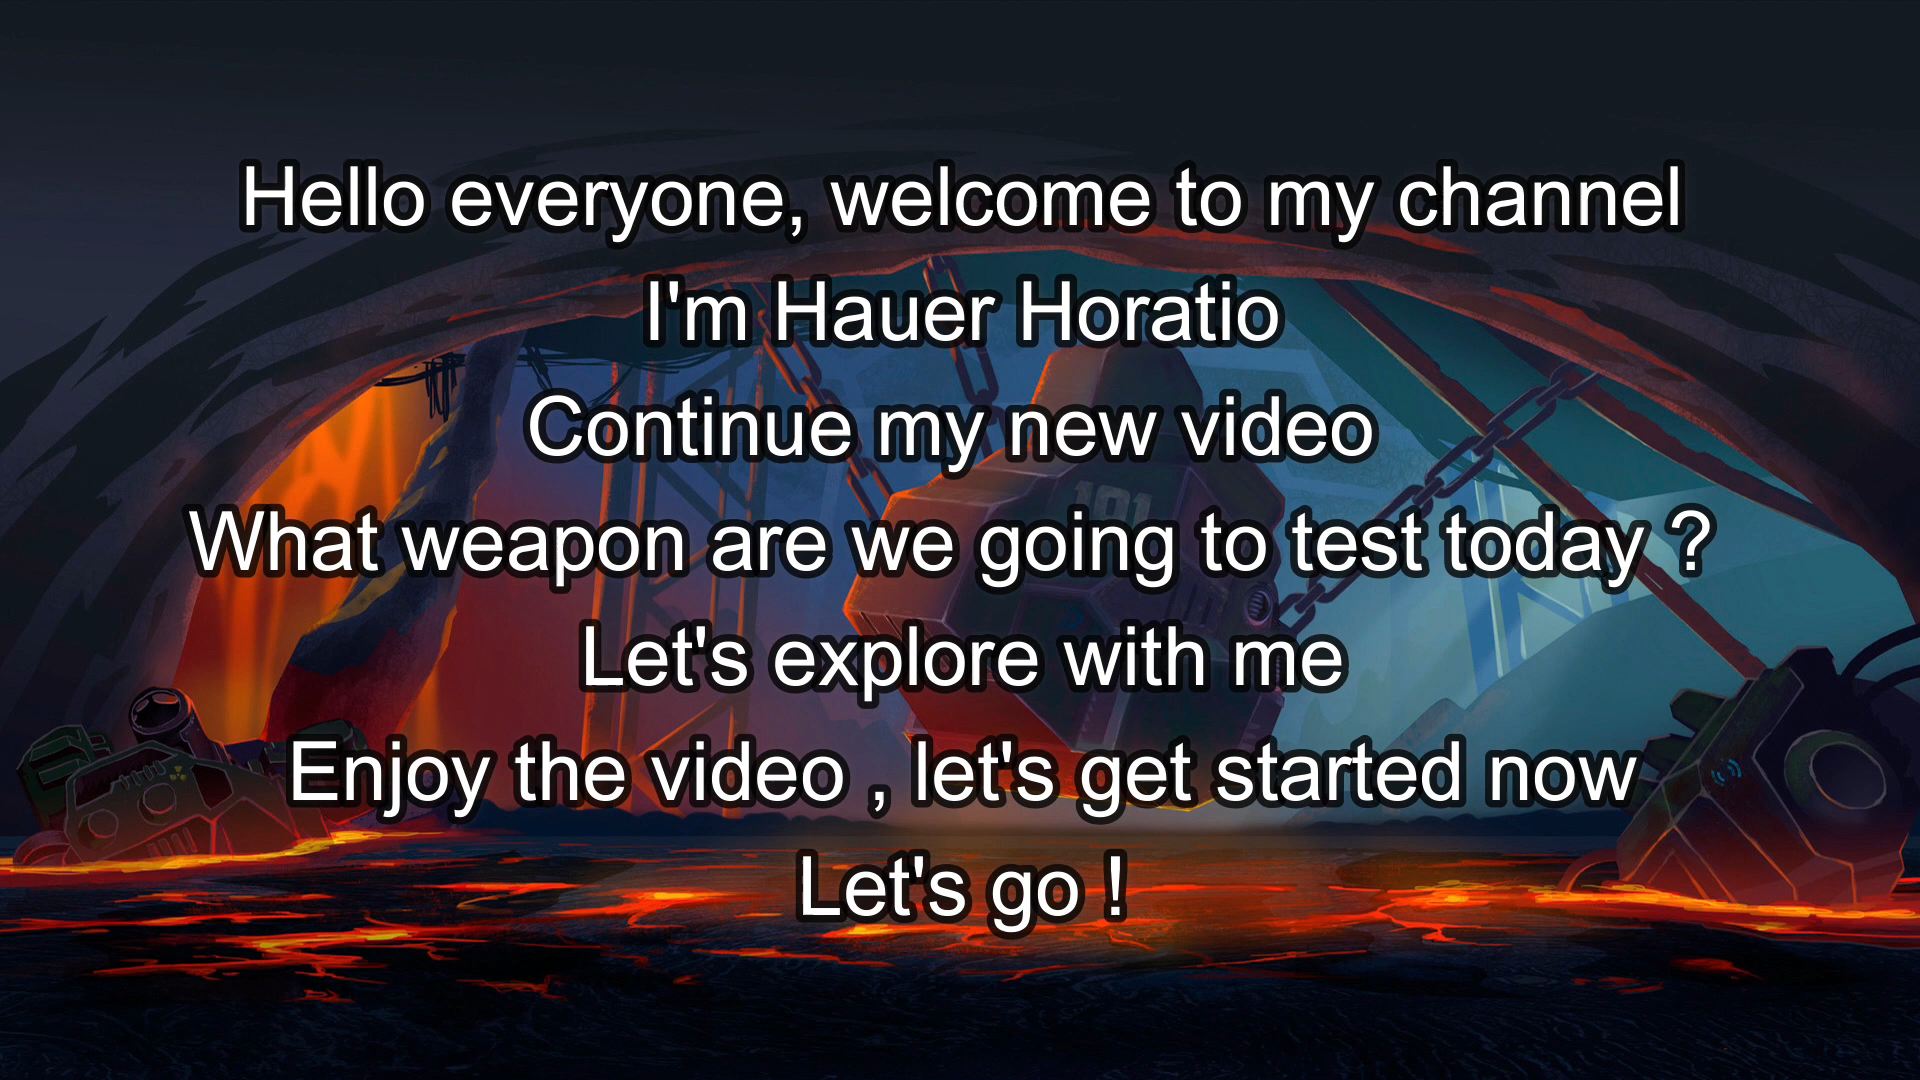 Hello everyone, welcome to my channel
I'm Hauer Horatio
Continue my new video
What weapon are we going to test today ?
Let's explore with me
Enjoy the video , let's get started now
Let's go !
101